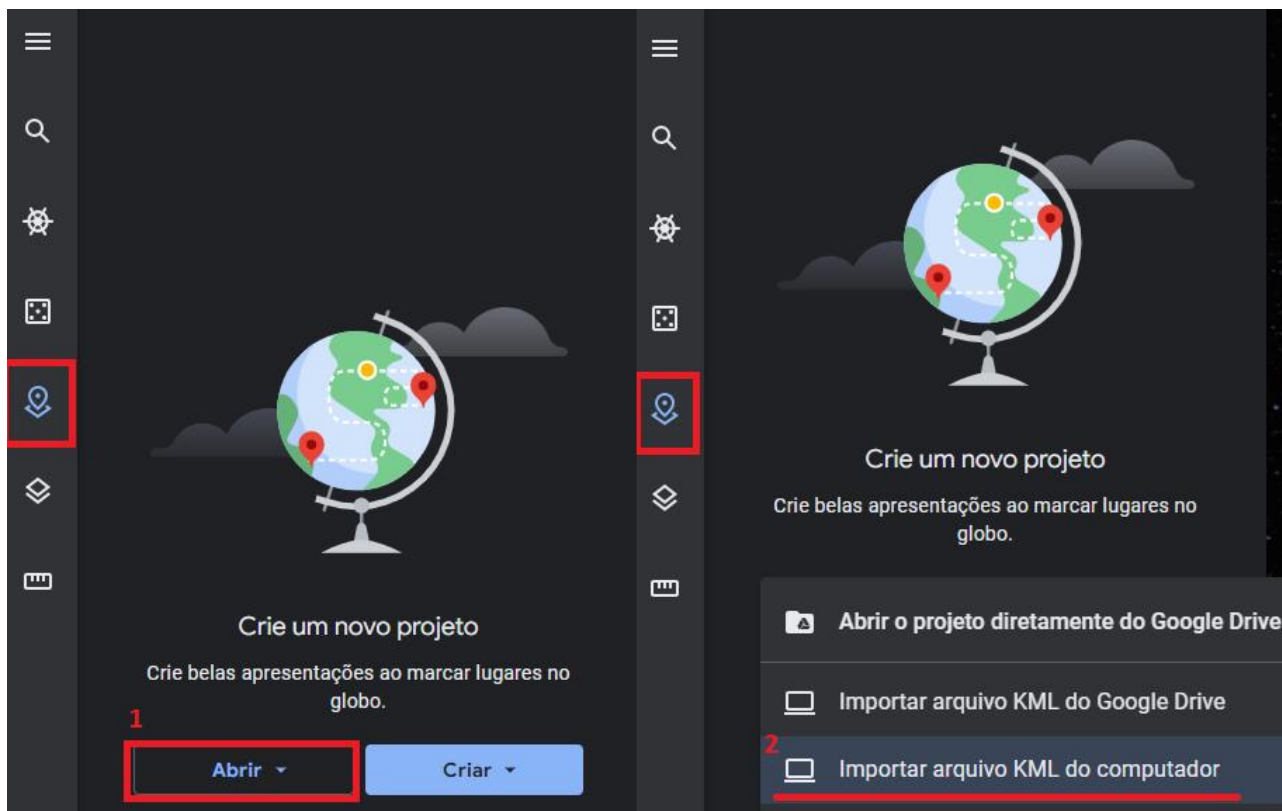 Crie um novo projeto
Crie belas apresentações ao marcar lugares no
globo.
1
Abrir
Criar
Crie um novo projeto
Crie belas apresentações ao marcar lugares no
globo.
Abrir o projeto diretamente do Google Drive
Importar arquivo KML do Google Drive
2
Importar arquivo KML do computador